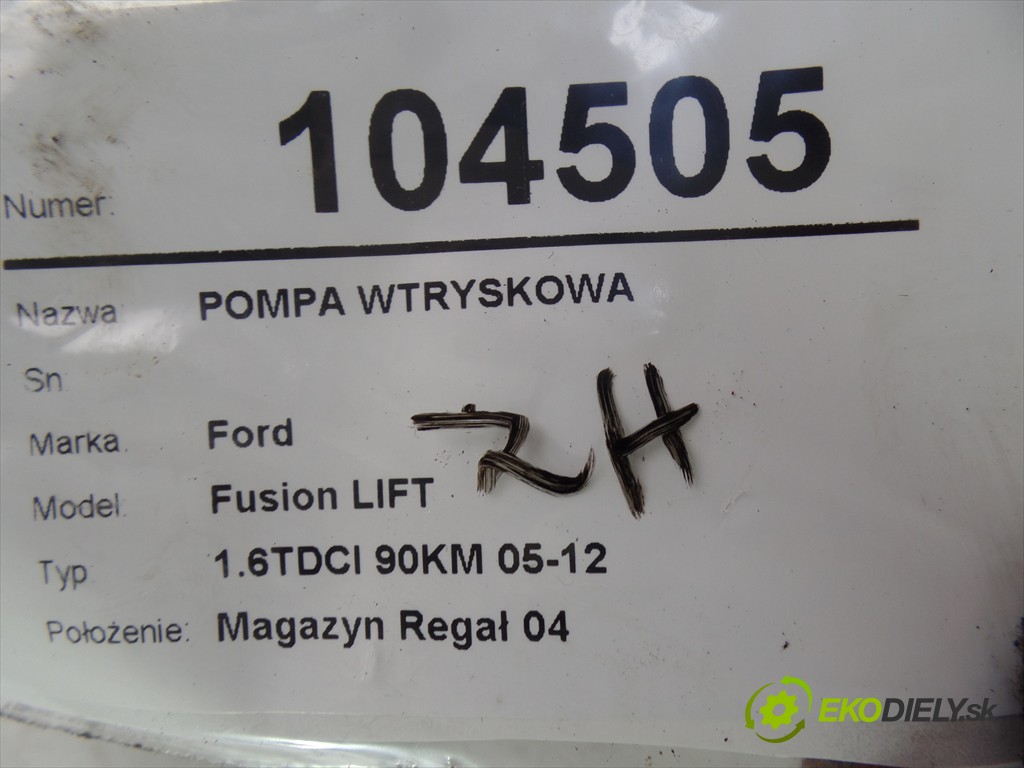 Numer: 104505
Nazwa POMPA WTRYSKOWA
Sn
Marka: Ford
ZH
Model: Fusion LIFT
Typ 1.6TDCI 90KM 05-12
Położenie: Magazyn Regał 04
EKODIELY.sk